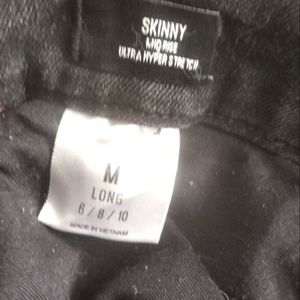 SKINNY
MID RISE
ULTRA HYPER STRETCH
M
LONG
6/8/10
MADE IN VIETNAM